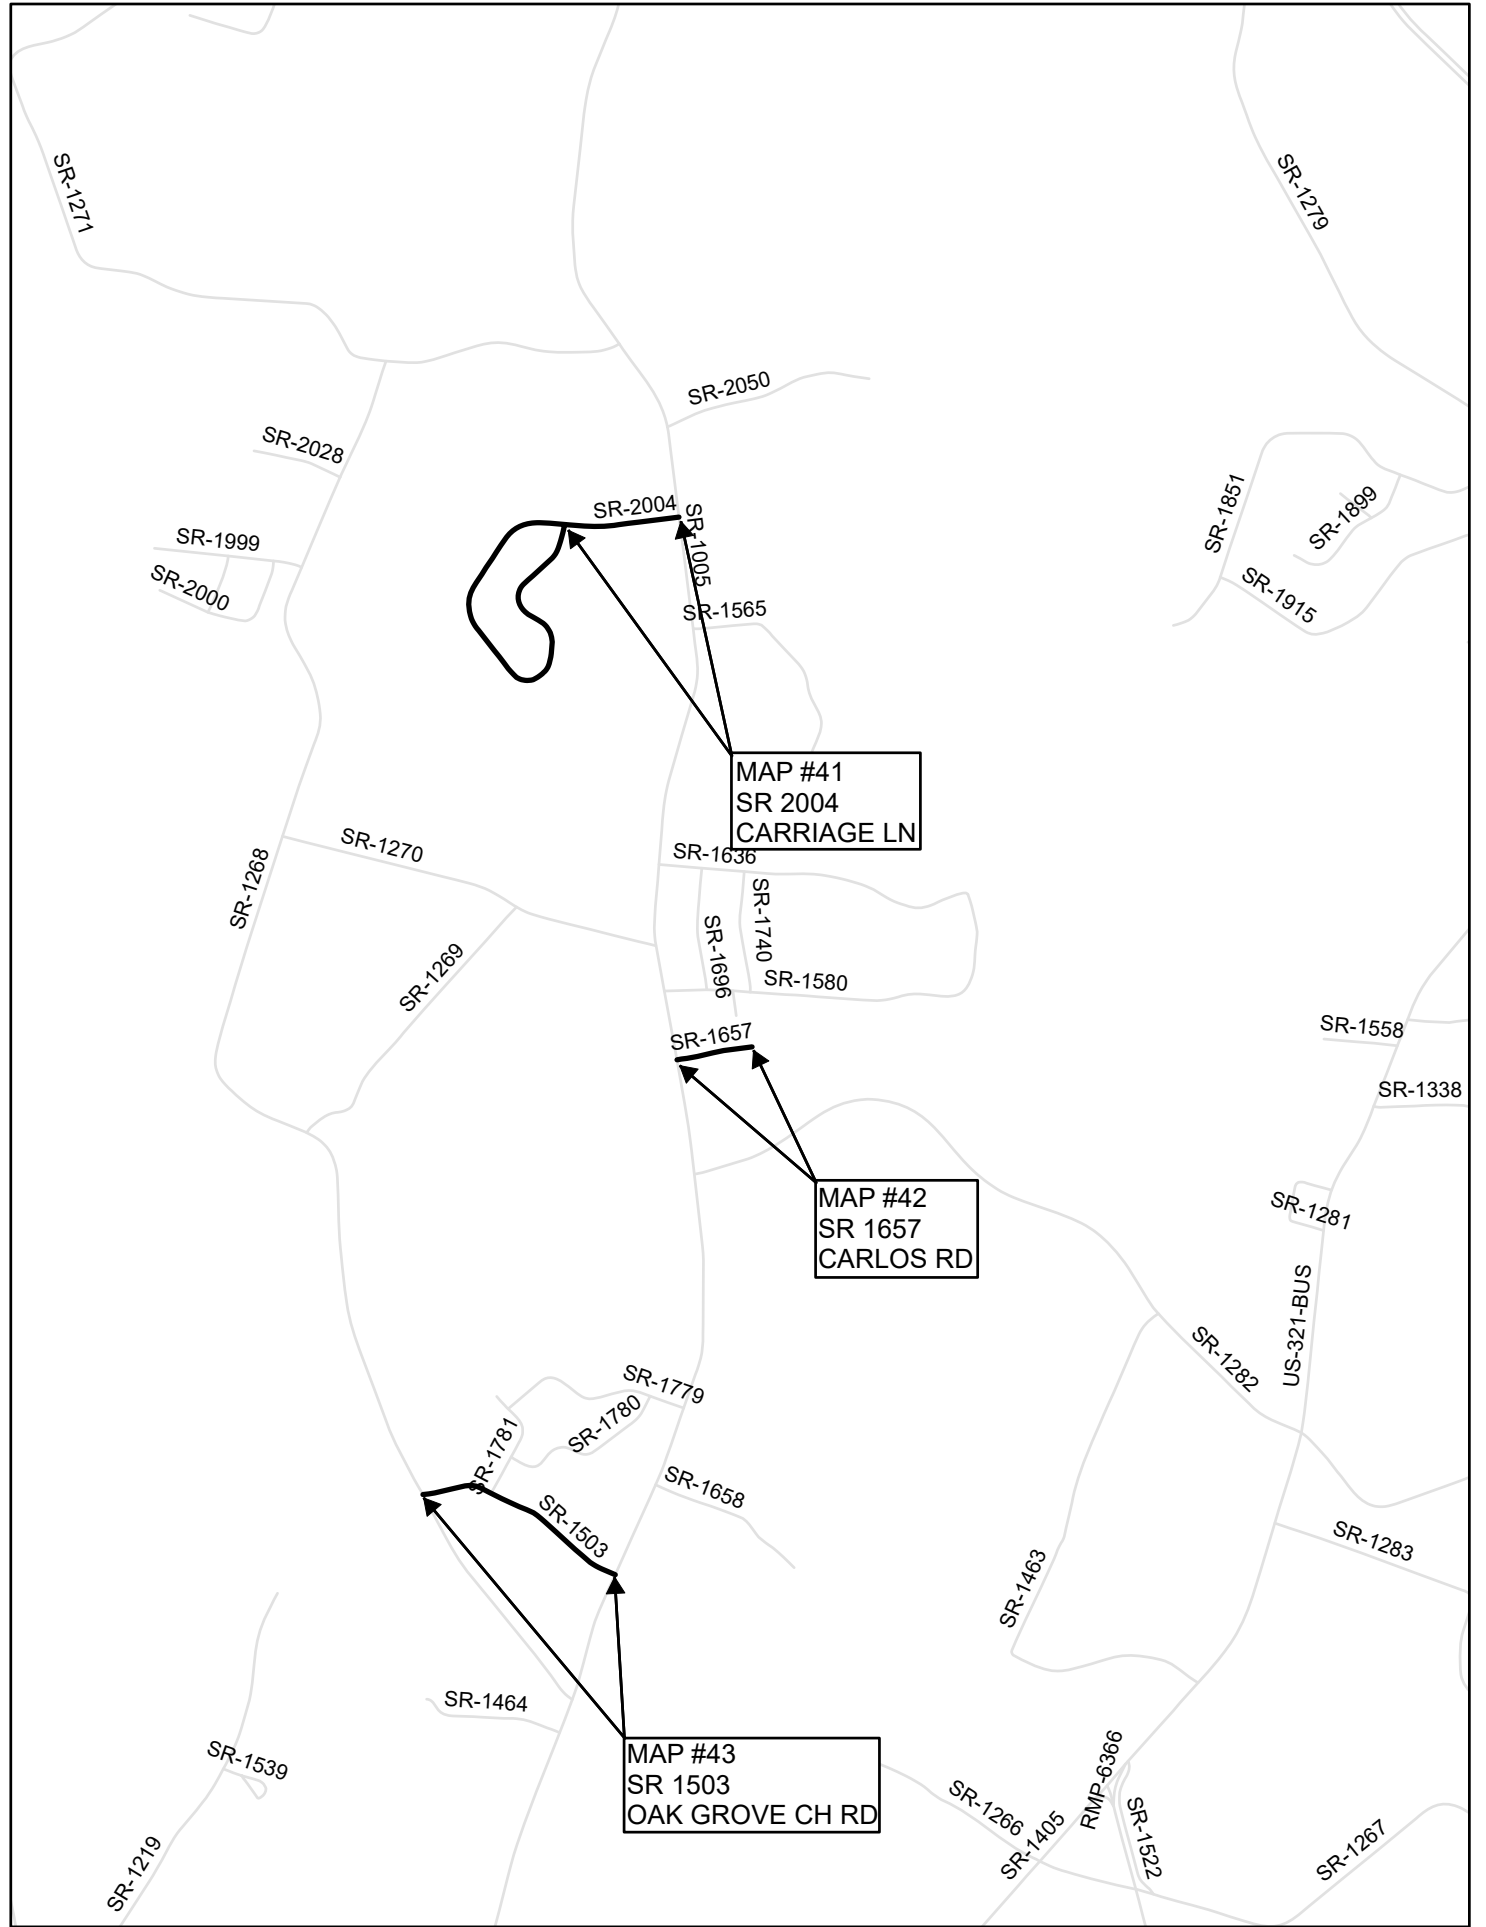 SR-1271
SR-1279
SR-2050
SR-2028
SR-1851
SR-1899
SR-2004
SR-1005
SR-1999
SR-2000
SR-1915
SR-1565
MAP #41
SR 2004
CARRIAGE LN
SR-1270
SR-1636
SR-1268
SR-1740
SR-1696
SR-1269
SR-1580
SR-1657
SR-1558
SR-1338
MAP #42
SR 1657
CARLOS RD
SR-1281
US-321-BUS
SR-1282
SR-1779
SR-1780
SR-1781
SR-1658
SR-1503
SR-1283
SR-1463
SR-1464
MAP #43
SR 1503
OAK GROVE CH RD
SR-1539
RMP-6366
SR-1266
SR-1405
SR-1522
SR-1267
SR-1219